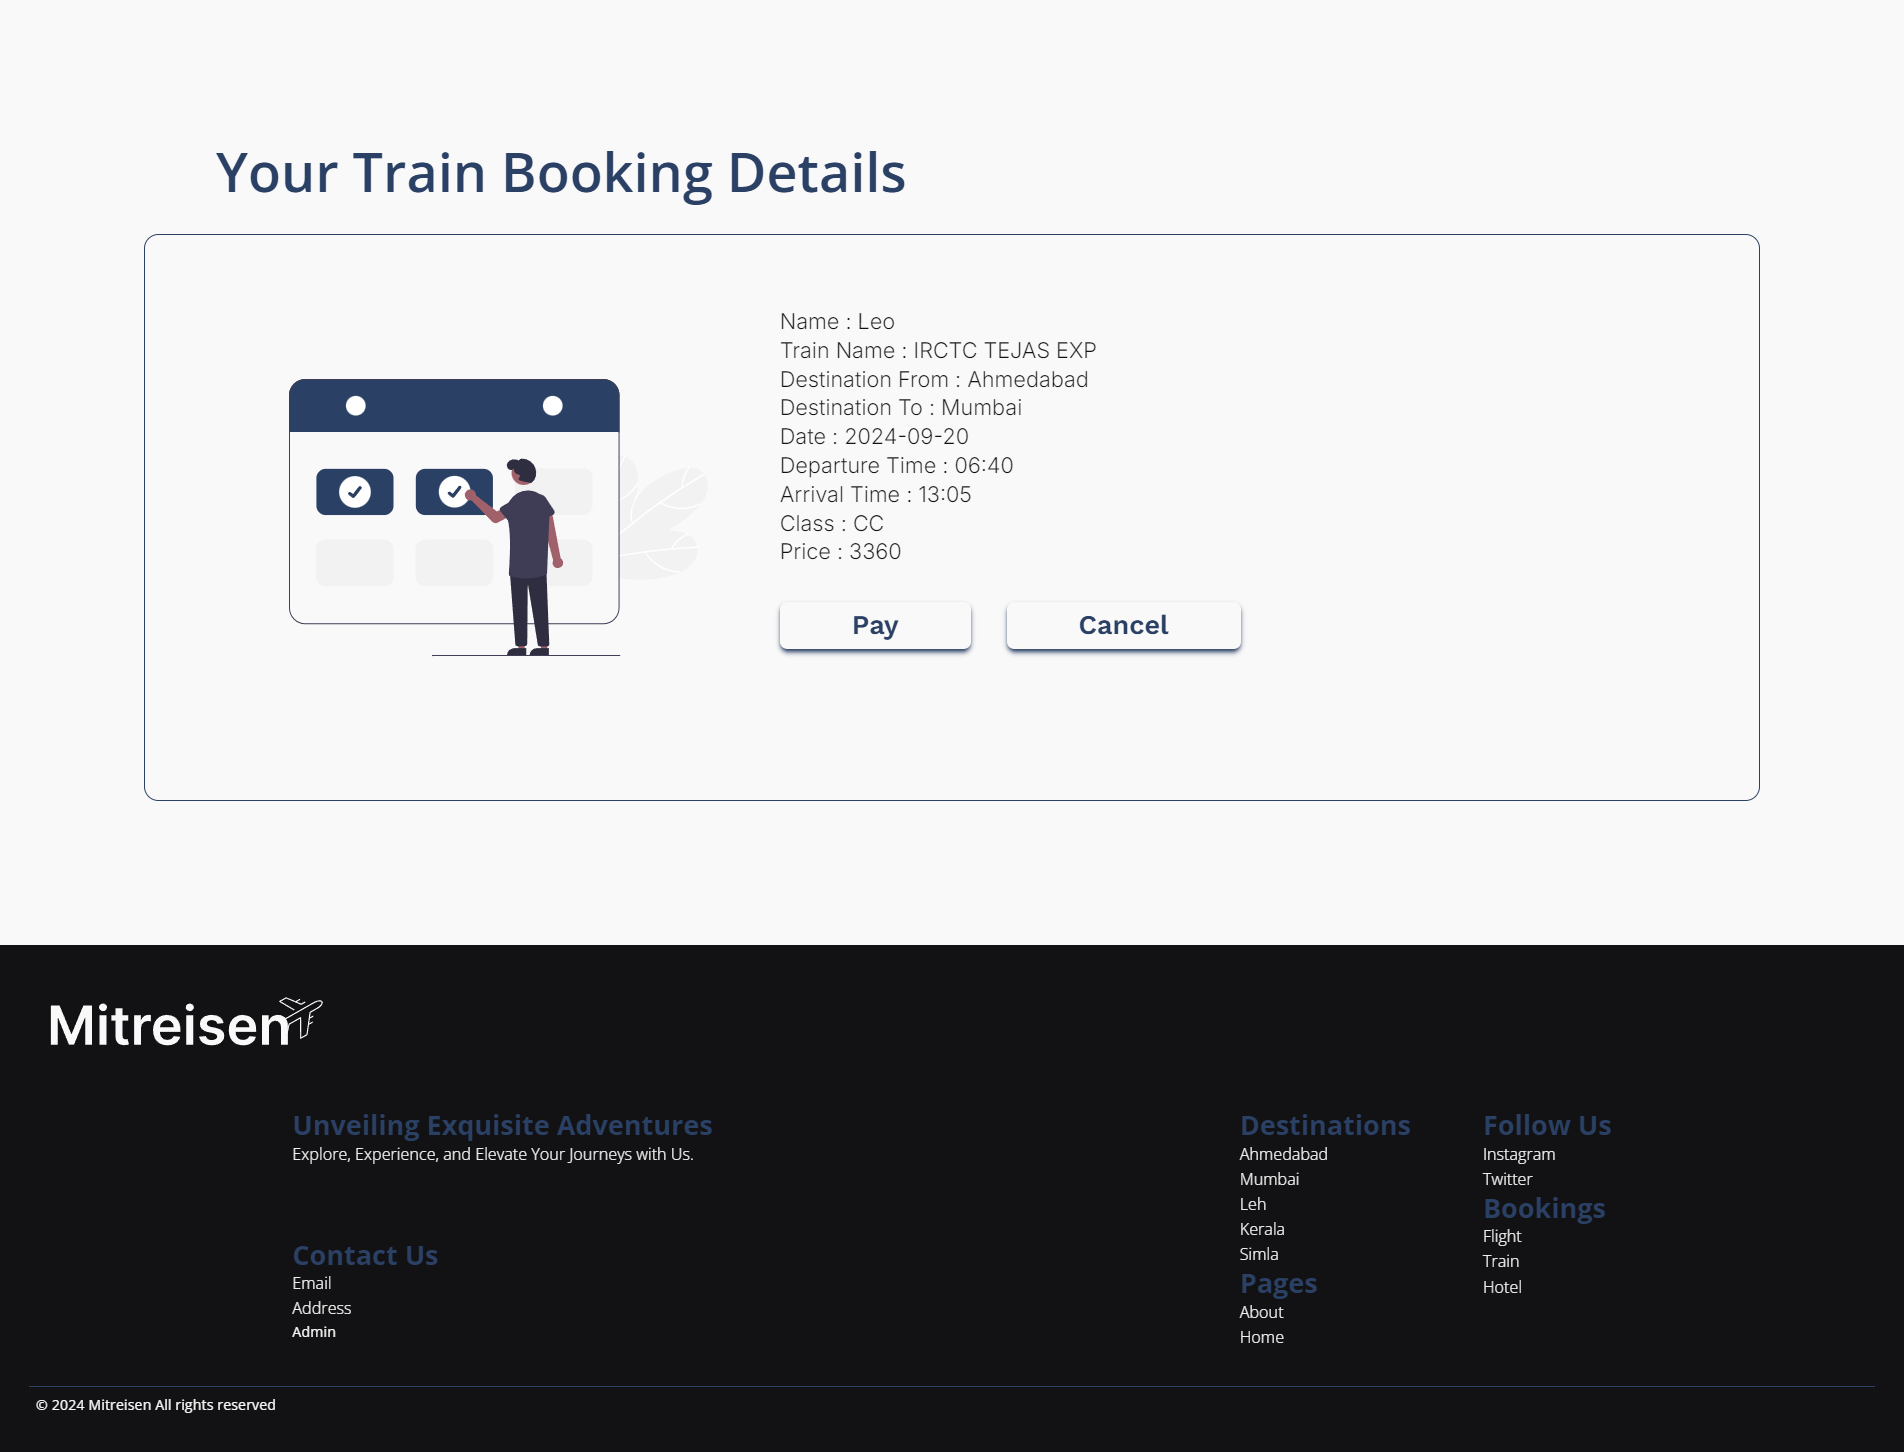 Your Train Booking Details
Name : Leo
Train Name : IRCTC TEJAS EXP
Destination From : Ahmedabad
Destination To : Mumbai
Date : 2024-09-20
Departure Time : 06:40
Arrival Time : 13:05
Class : CC
Price : 3360
Pay
Cancel
Mitreisen
Unveiling Exquisite Adventures
Explore, Experience, and Elevate Your Journeys with Us.
Contact Us
Email
Address
Admin
Destinations
Ahmedabad
Mumbai
Leh
Kerala
Simla
Pages
About
Home
Follow Us
Instagram
Twitter
Bookings
Flight
Train
Hotel
© 2024 Mitreisen All rights reserved